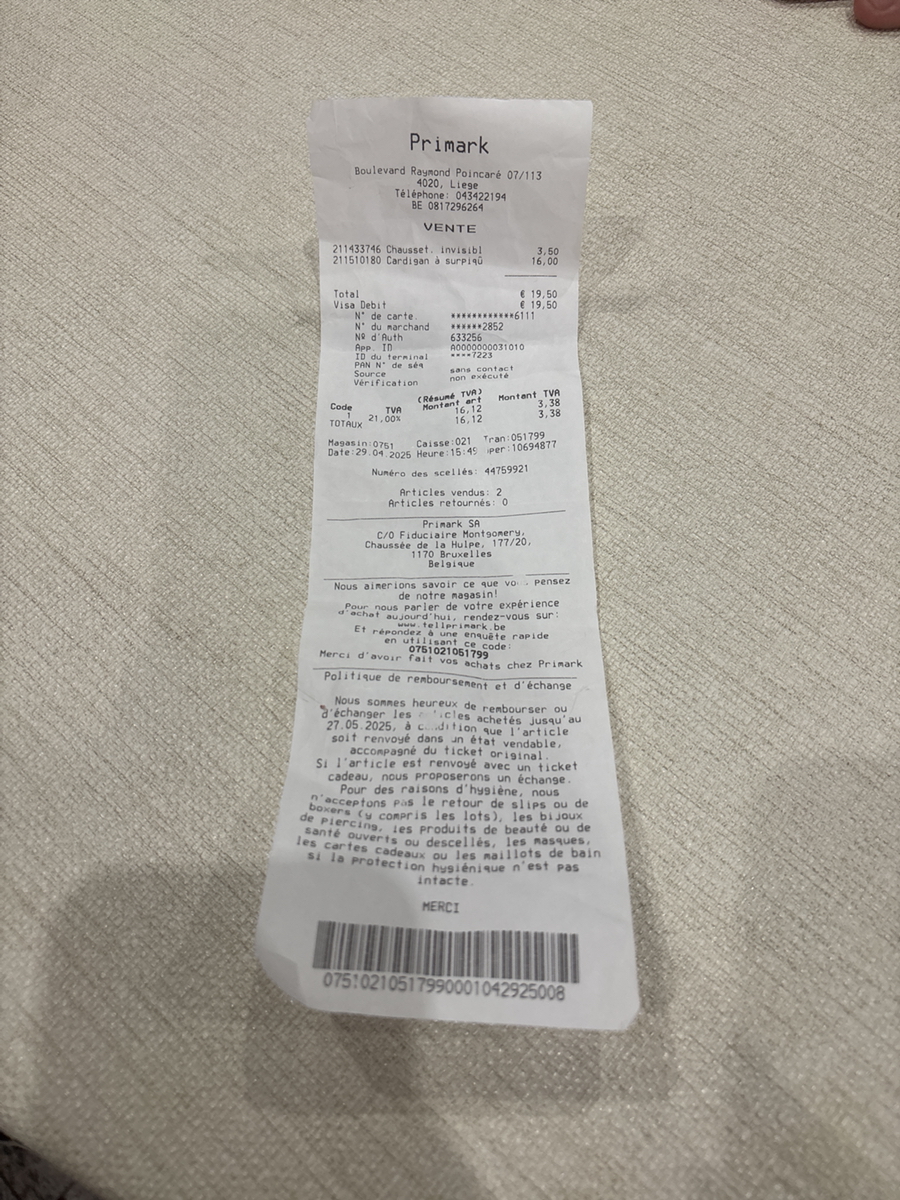 Primark
Boulevard Raymond Poincaré 07/113
4020, Liege
Téléphone: 043422194
BE 0817296264
VENTE
211433746 Chausset. invisibl 3,50
211510180 Cardigan à surpiqû 16,00
Total € 19,50
Visa Debit € 19,50
N° de carte ************6111
N° du marchand ******2852
Nº d'Auth 633256
App. ID A0000000031010
ID du terminal ****7223
PAN N° de séq
Source sans contact
Vérification non exécuté
(Résumé TVA)
Code TVA Montant art Montant TVA
1 21,00% 16,12 3,38
TOTAUX 16,12 3,38
Magasin:0751 Caisse:021 Tran:051799
Date:29.04.2025 Heure:15:45 per:10694877
Numéro des scellés: 44759921
Articles vendus: 2
Articles retournés: 0
Primark SA
C/O Fiduciaire Montgomery,
Chaussée de la Hulpe, 177/20,
1170 Bruxelles
Belgique
Nous aimerions savoir ce que pensez
de notre magasin!
Pour nous parler de votre expérience
d'achat aujourd'hui, rendez-vous sur:
www.tellprimark.be
Et répondez à une enquête rapide
en utilisant ce code:
0751021051799
Merci d'avoir fait vos achats chez Primark
Politique de remboursement et d'échange
Nous sommes heureux de rembourser ou
d'échanger les achetés jusqu'au
27.05.2025, à condition que l'article
soit renvoyé dans un état vendable,
accompagné du ticket original.
Si l'article est renvoyé avec un ticket
cadeau, nous proposerons un échange.
Pour des raisons d'hygiène, nous
n'acceptons pas le retour de slips ou de
boxers (y compris les lots), les bijoux
de piercing, les produits de beauté ou de
santé ouverts ou descellés, les masques,
les cartes cadeaux ou les maillots de bain
si la protection hygiénique n'est pas
intacte.
MERCI
07510210517990001042925008